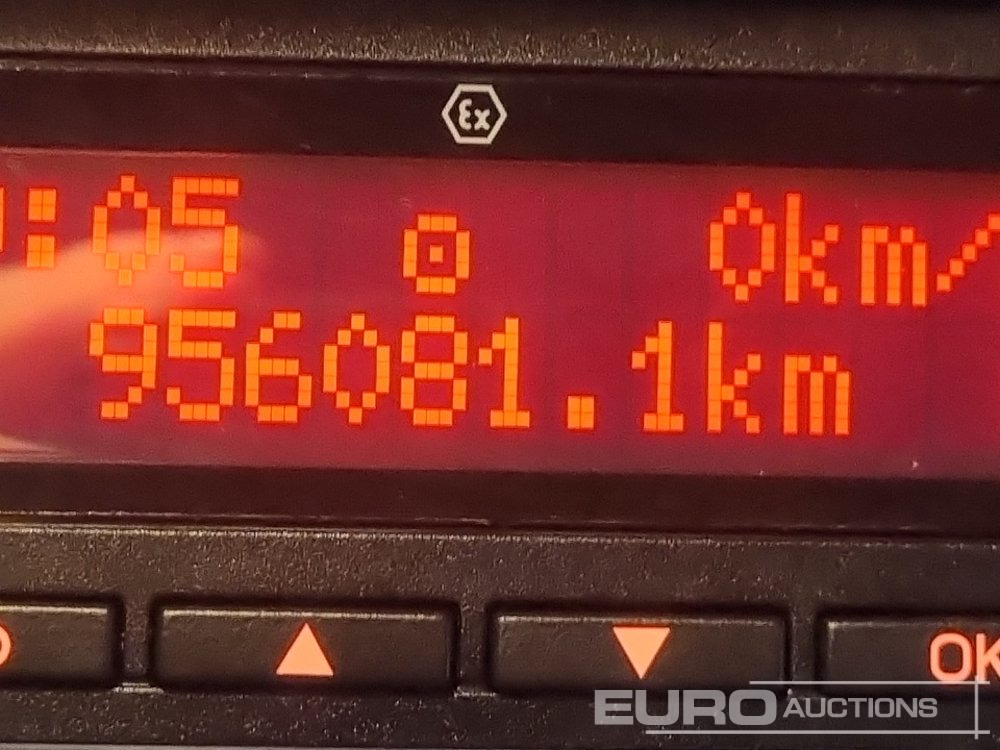 Ex
:05 0km/
956081.1km
OK
EURO AUCTIONS